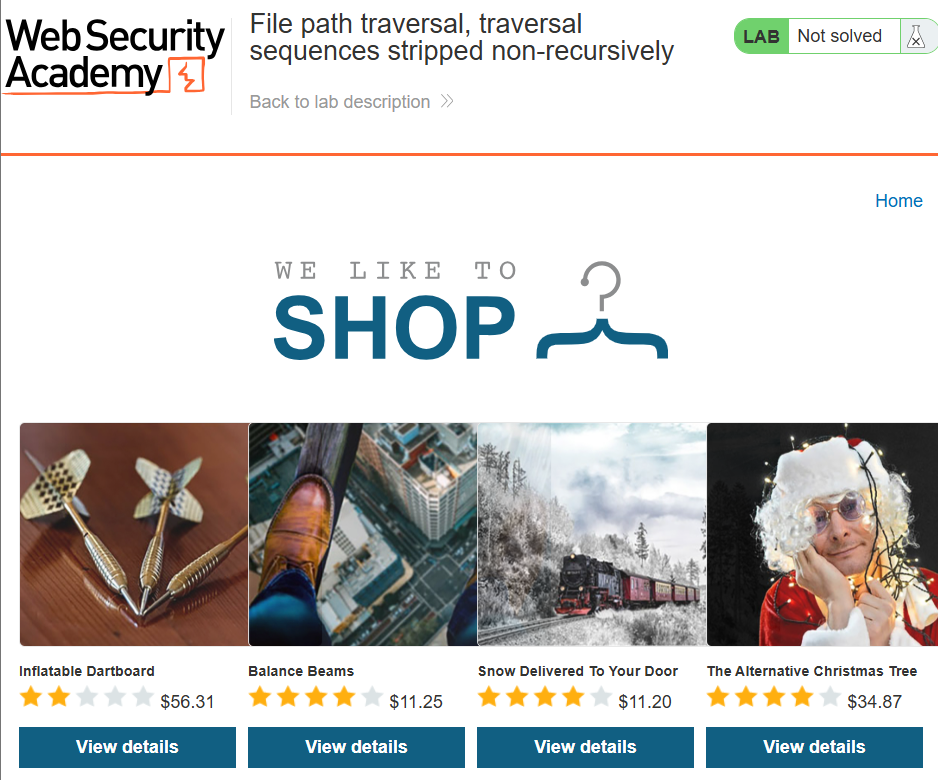 Web Security
Academy
File path traversal, traversal
sequences stripped non-recursively
Back to lab description
LAB Not solved
Home
WE LIKE TO
SHOP
Inflatable Dartboard
$56.31
View details
Balance Beams
$11.25
View details
Snow Delivered To Your Door
$11.20
View details
The Alternative Christmas Tree
$34.87
View details